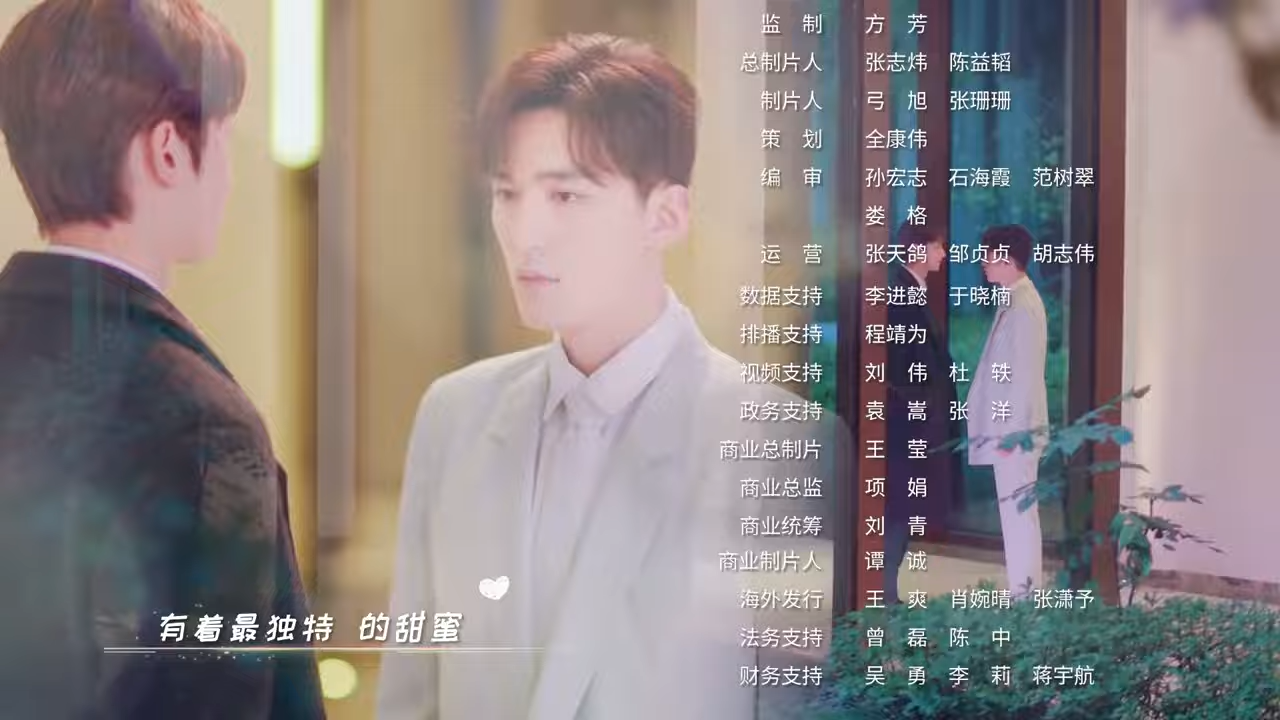 监 制 方 芳
总制片人 张志炜 陈益韬
制片人 弓 旭 张珊珊
策 划 全康伟
编 审 孙宏志 石海霞 范树翠
娄 格
运 营 张天鸽 邹贞贞 胡志伟
数据支持 李进懿 于晓楠
排播支持 程靖为
视频支持 刘 伟 杜 轶
政务支持 袁 嵩 张 洋
商业总制片 王 莹
商业总监 项 娟
商业统筹 刘 青
商业制片人 谭 诚
海外发行 王 爽 肖婉晴 张潇予
法务支持 曾 磊 陈 中
财务支持 吴 勇 李 莉 蒋宇航
有着最独特 的甜蜜